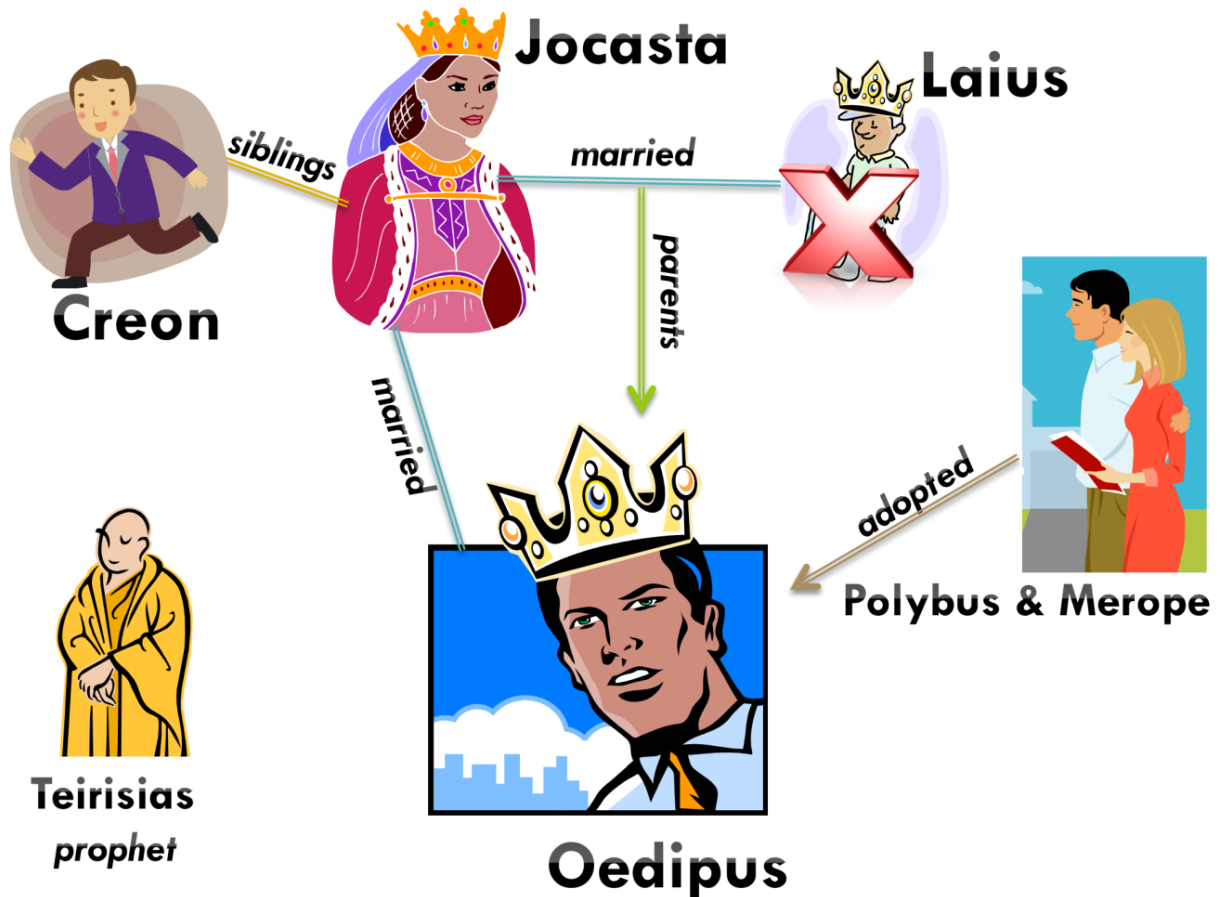 Jocasta
Laius
siblings
married
Creon
parents
married
adopted
Polybus & Merope
Teirisias
prophet
Oedipus